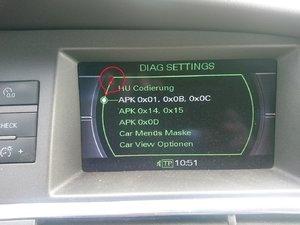 DIAG SETTINGS
HU Codierung
APK 0x01, 0x0B, 0x0C
APK 0x14, 0x15
APK 0x0D
Car Menüs Maske
Car View Optionen
TP 10:51
CHECK